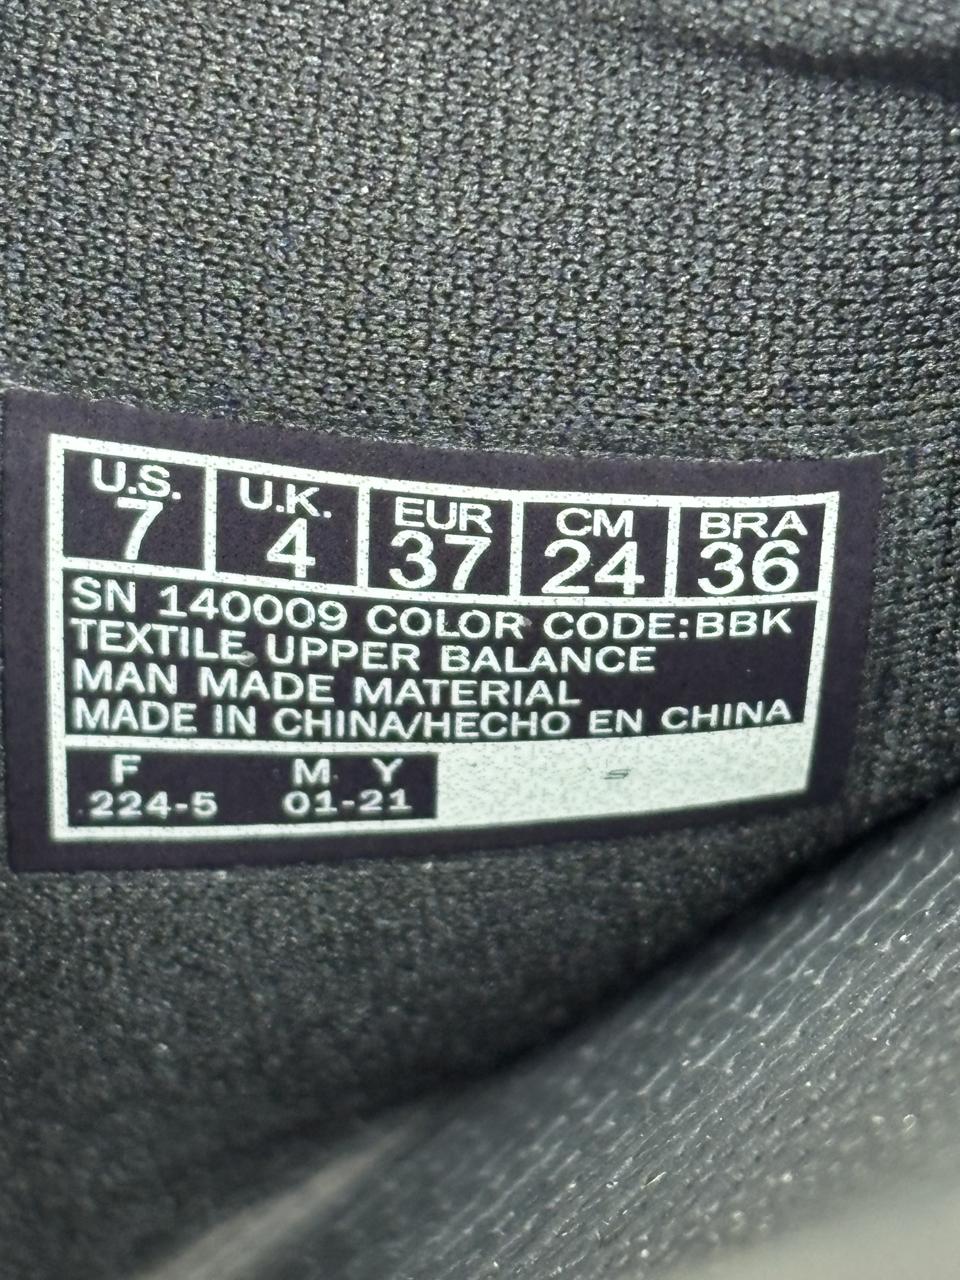 U.S. U.K. EUR CM BRA
7 4 37 24 36
SN 140009 COLOR CODE:BBK
TEXTILE UPPER BALANCE
MAN MADE MATERIAL
MADE IN CHINA/HECHO EN CHINA
F M Y
224-5 01-21